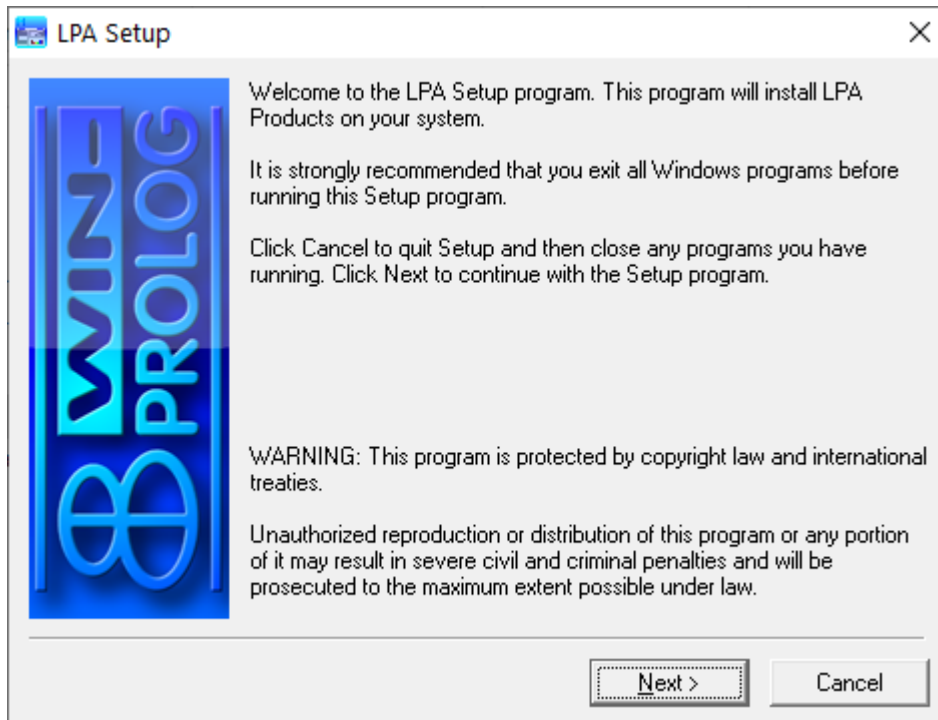 LPA Setup
WIN-
PROLOG
Welcome to the LPA Setup program. This program will install LPA
Products on your system.
It is strongly recommended that you exit all Windows programs before
running this Setup program.
Click Cancel to quit Setup and then close any programs you have
running. Click Next to continue with the Setup program.
WARNING: This program is protected by copyright law and international
treaties.
Unauthorized reproduction or distribution of this program or any portion
of it may result in severe civil and criminal penalties and will be
prosecuted to the maximum extent possible under law.
Next >
Cancel